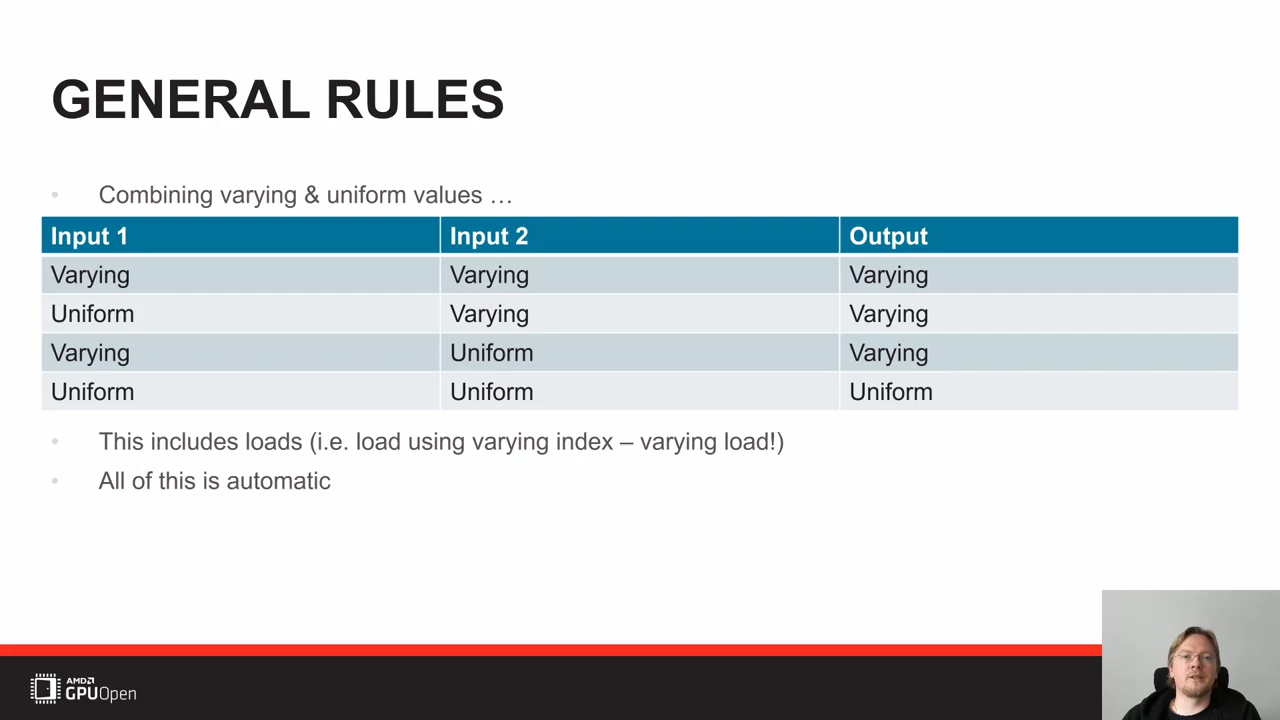 GENERAL RULES
• Combining varying & uniform values …
Input 1 Input 2 Output
Varying Varying Varying
Uniform Varying Varying
Varying Uniform Varying
Uniform Uniform Uniform
• This includes loads (i.e. load using varying index – varying load!)
• All of this is automatic
AMD
GPUOpen